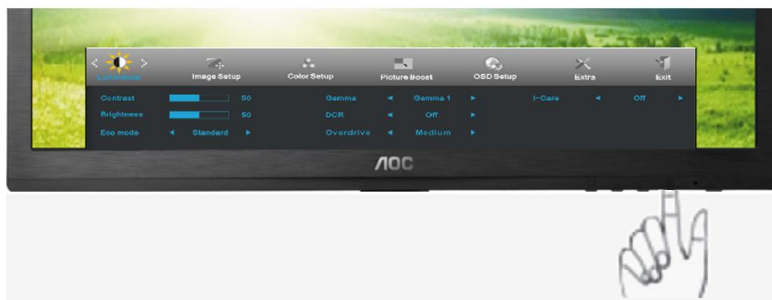 Luminance Image Setup Color Setup Picture Boost OSD Setup Extra Exit
Contrast 50 Gamma Gamma 1 I-Care Off
Brightness 50 DCR Off
Eco mode Standard Overdrive Medium
AOC